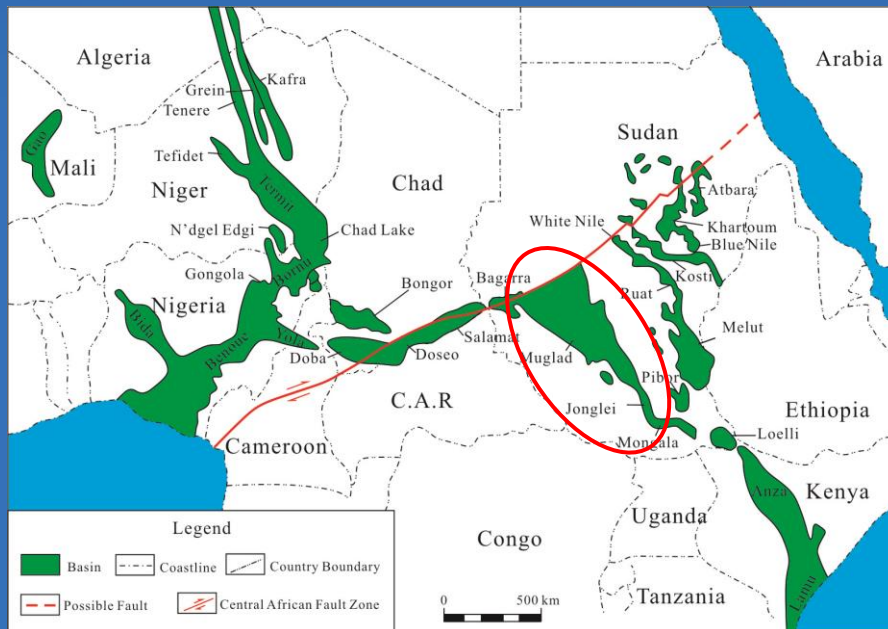 Algeria
Arabia
Kafra
Grein
Tenere
Gao
Mali
Tefidet
Sudan
Niger
Termit
Chad
Atbara
N'dgel Edgi
Chad Lake
White Nile
Khartoum
Blue Nile
Gongola
Bornu
Bagarra
Kosti
Nigeria
Bongor
Ruat
Bida
Benoue
Yola
Salamat
Melut
Doba
Doseo
Muglad
Pibor
C.A.R
Jonglei
Ethiopia
Cameroon
Mongala
Loelli
Anza
Kenya
Uganda
Congo
Tanzania
Lamu
Legend
Basin
Coastline
Country Boundary
Possible Fault
Central African Fault Zone
0
500 km